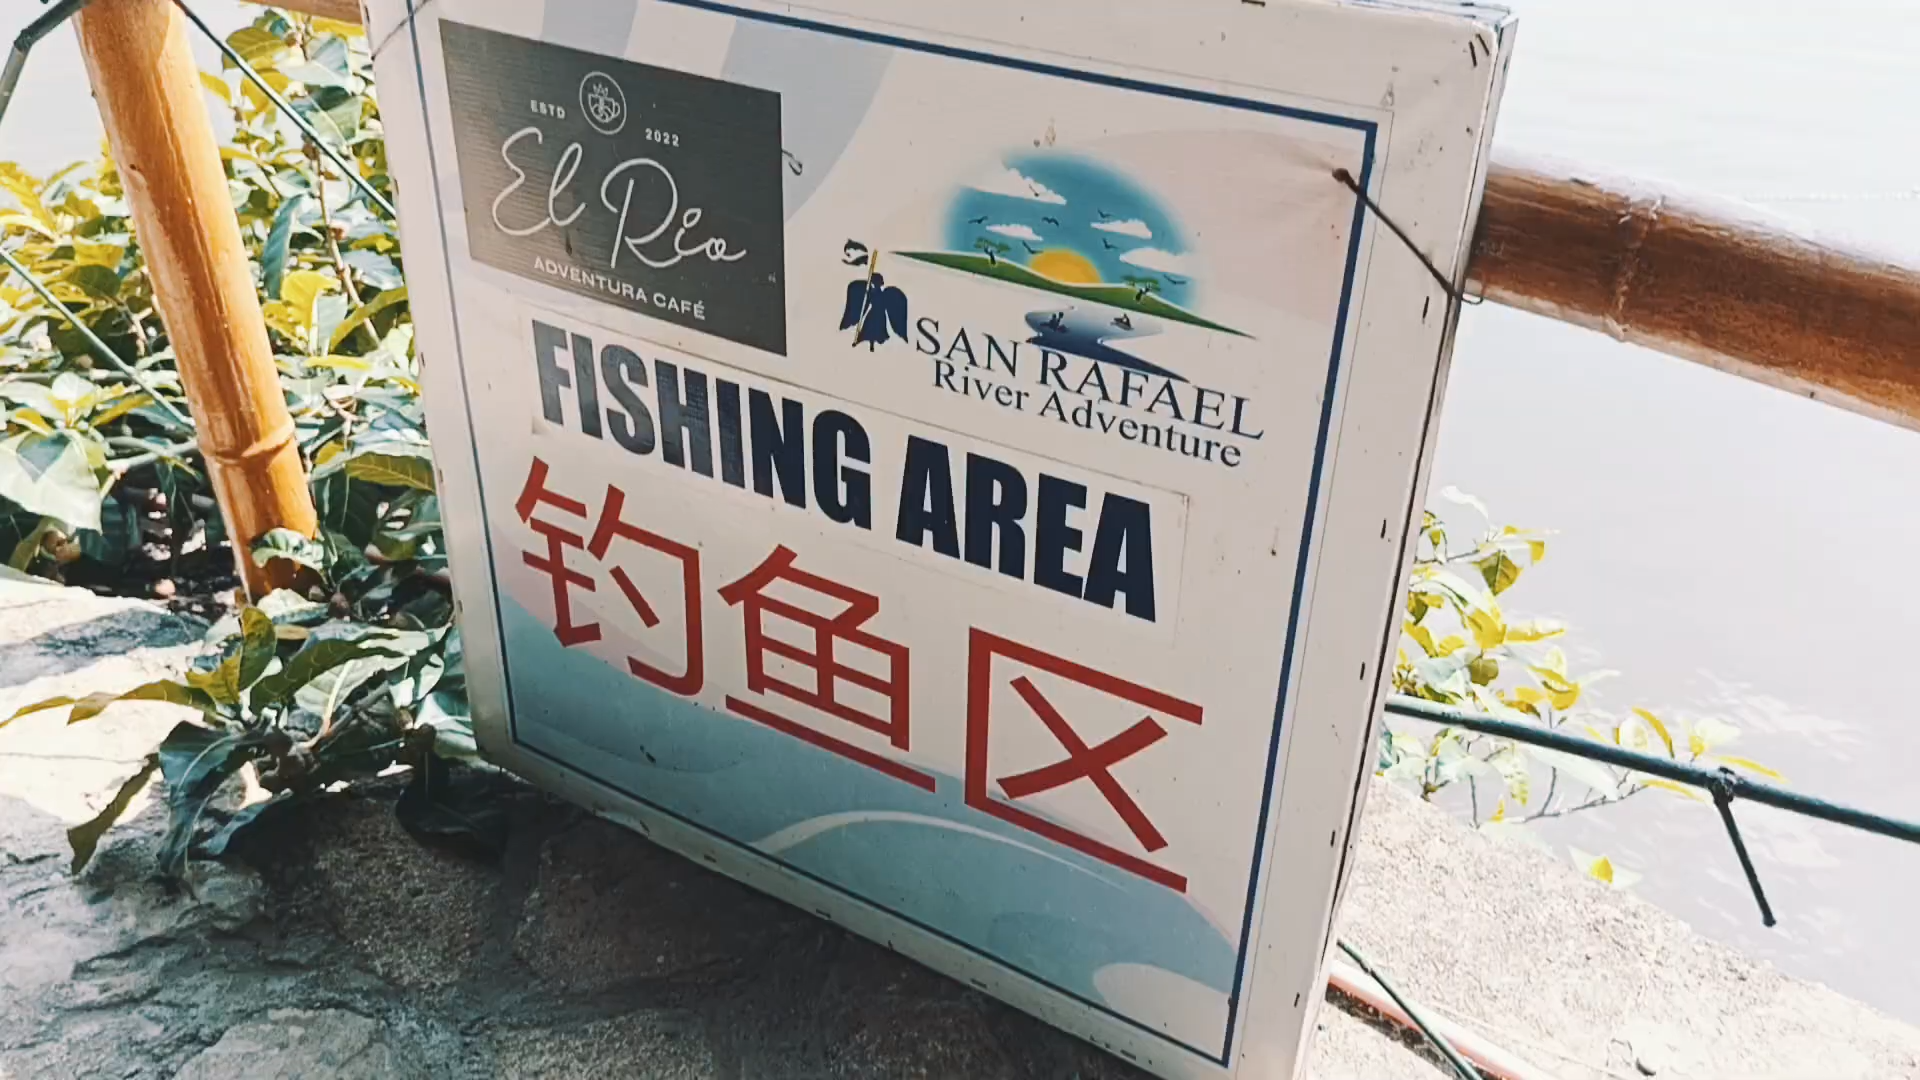 ESTD 2022
El Rio
ADVENTURA CAFÉ
SAN RAFAEL
River Adventure
FISHING AREA
钓鱼区